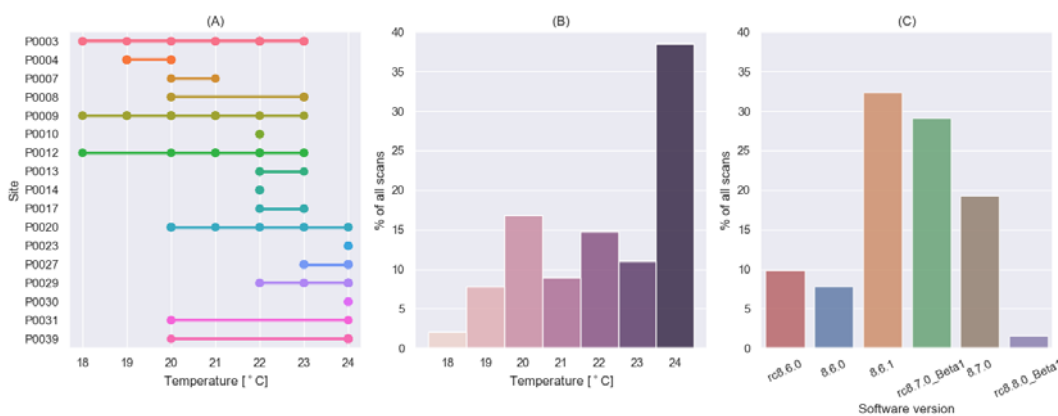 (A)
P0003
P0004
P0007
P0008
P0009
P0010
P0012
P0013
P0014
P0017
P0020
P0023
P0027
P0029
P0030
P0031
P0039
Site
18 19 20 21 22 23 24
Temperature [ ° C]
(B)
40
35
30
25
20
15
10
5
0
% of all scans
18 19 20 21 22 23 24
Temperature [ ° C]
(C)
40
35
30
25
20
15
10
5
0
% of all scans
rc8.6.0 8.6.0 8.6.1 rc8.7.0_Beta1 8.7.0 rc8.8.0_Beta1
Software version